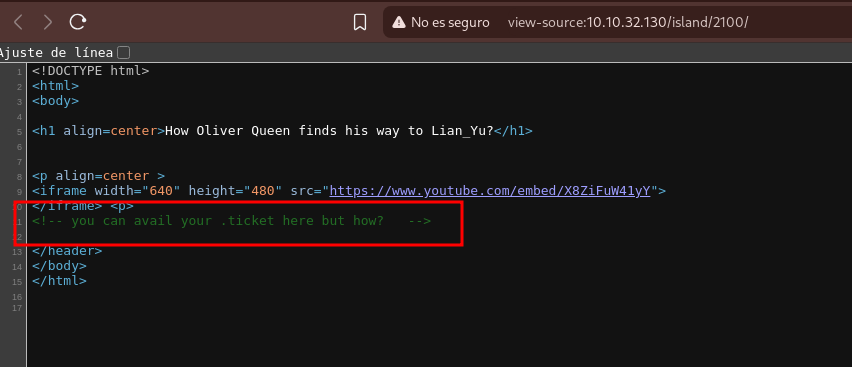 No es seguro view-source:10.10.32.130/island/2100/
Ajuste de línea
1 <!DOCTYPE html>
2 <html>
3 <body>
4
5 <h1 align=center>How Oliver Queen finds his way to Lian_Yu?</h1>
6
7
8 <p align=center >
9 <iframe width="640" height="480" src="https://www.youtube.com/embed/X8ZiFuW41yY">
10 </iframe> <p>
11 <!-- you can avail your .ticket here but how?   -->
12
13 </header>
14 </body>
15 </html>
16
17